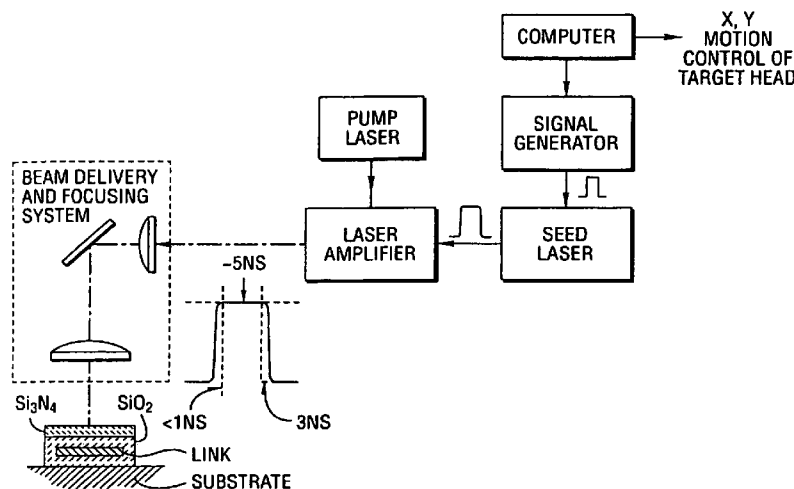 COMPUTER
X, Y
MOTION
CONTROL OF
TARGET HEAD
PUMP
LASER
SIGNAL
GENERATOR
BEAM DELIVERY
AND FOCUSING
SYSTEM
LASER
AMPLIFIER
SEED
LASER
~5NS
Si₃N₄
SiO₂
<1NS
3NS
LINK
SUBSTRATE